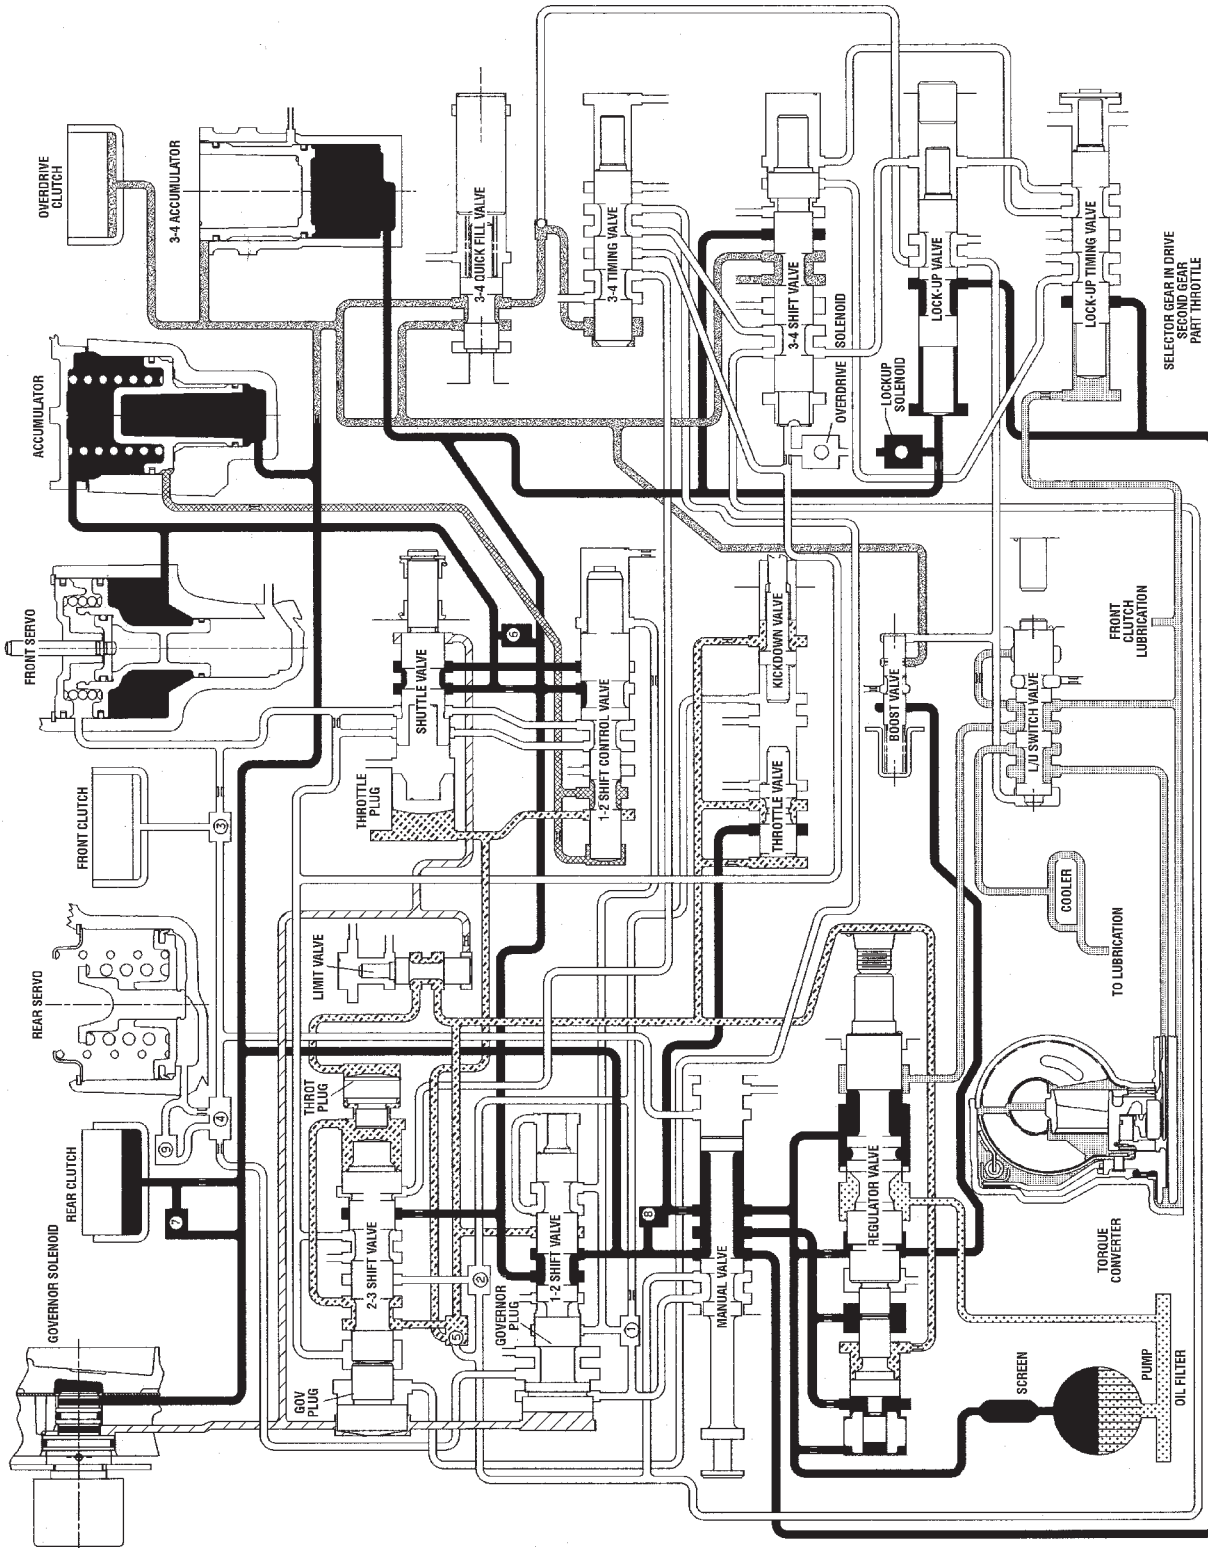 OVERDRIVE
CLUTCH
3-4 ACCUMULATOR
3-4 QUICK FILL VALVE
3-4 TIMING VALVE
3-4 SHIFT VALVE
OVERDRIVE
SOLENOID
LOCK-UP VALVE
LOCKUP
SOLENOID
LOCK-UP TIMING VALVE
SELECTOR GEAR IN DRIVE
SECOND GEAR
PART THROTTLE
ACCUMULATOR
FRONT SERVO
SHUTTLE VALVE
THROTTLE
PLUG
6
1-2 SHIFT CONTROL VALVE
KICKDOWN VALVE
THROTTLE VALVE
BOOST VALVE
L/U SWITCH VALVE
FRONT
CLUTCH
LUBRICATION
FRONT CLUTCH
3
COOLER
TO LUBRICATION
REAR SERVO
LIMIT VALVE
THROT
PLUG
9
4
REAR CLUTCH
7
2-3 SHIFT VALVE
2
1-2 SHIFT VALVE
8
MANUAL VALVE
REGULATOR VALVE
TORQUE
CONVERTER
GOVERNOR SOLENOID
GOV
PLUG
5
GOVERNOR
PLUG
1
SCREEN
PUMP
OIL FILTER